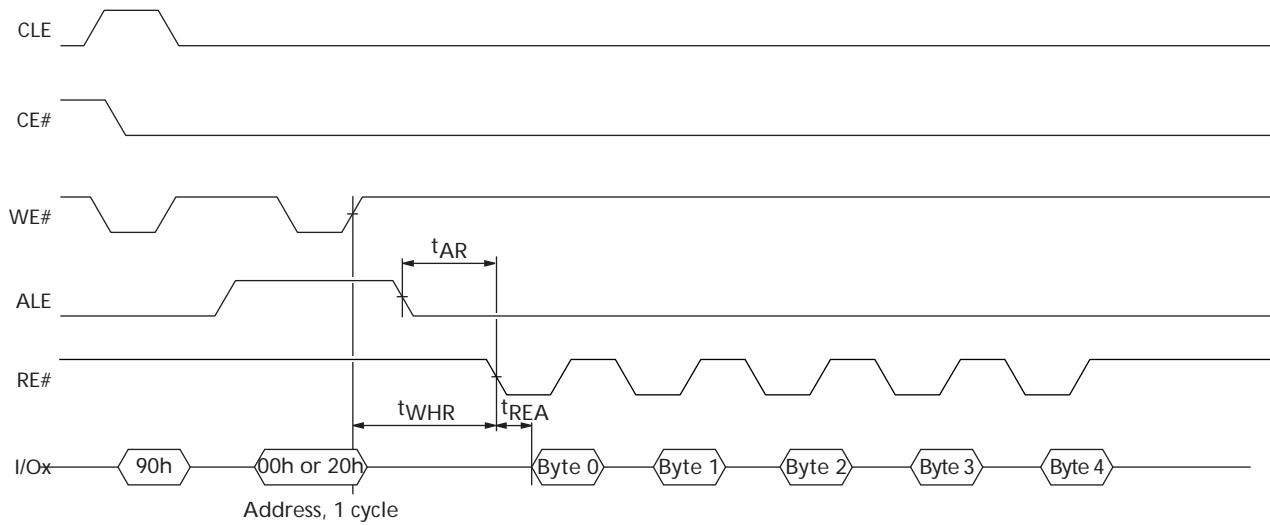 CLE
CE#
WE#
tAR
ALE
RE#
tWHR
tREA
I/Ox
90h
00h or 20h
Byte 0
Byte 1
Byte 2
Byte 3
Byte 4
Address, 1 cycle